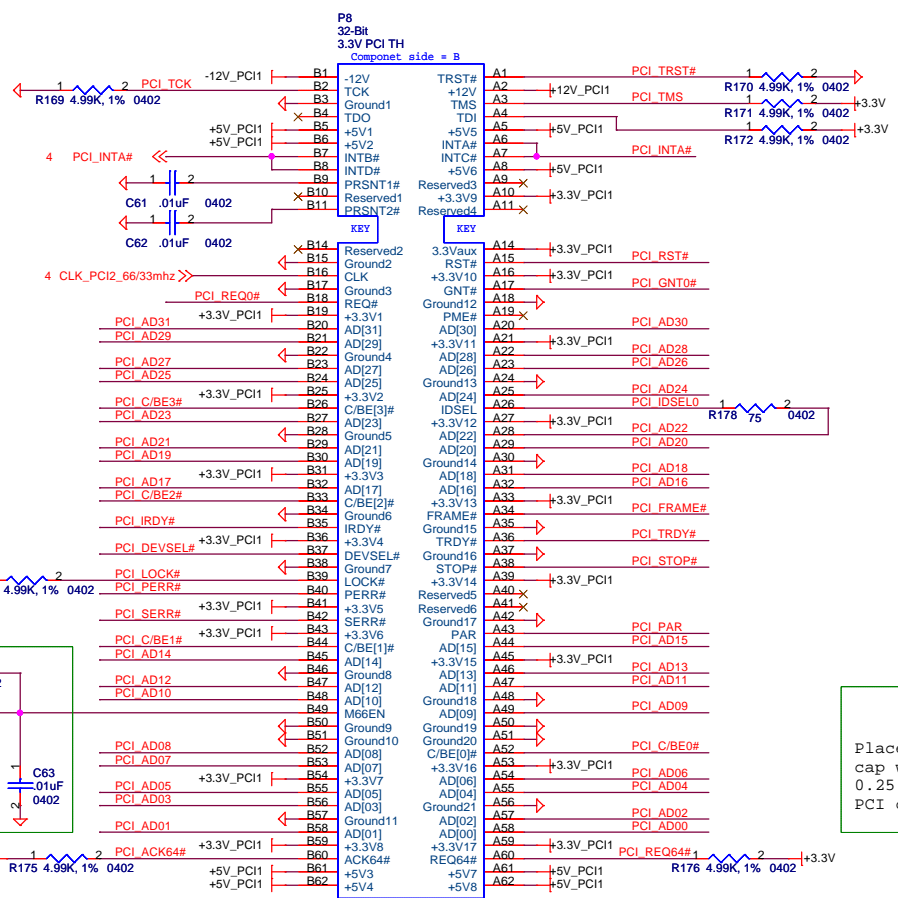 P8
32-Bit
3.3V PCI TH
Componet side = B
-12V_PCI1 B1 -12V TRST# A1 PCI_TRST# 1 2 R170 4.99K, 1% 0402
1 2 PCI_TCK B2 TCK +12V A2 +12V_PCI1
R169 4.99K, 1% 0402 B3 Ground1 TMS A3 PCI_TMS 1 2 +3.3V R171 4.99K, 1% 0402
B4 TDO TDI A4
+5V_PCI1 B5 +5V1 +5V5 A5 +5V_PCI1 1 2 +3.3V R172 4.99K, 1% 0402
+5V_PCI1 B6 +5V2 INTA# A6
4 PCI_INTA# B7 INTB# INTC# A7 PCI_INTA#
B8 INTD# +5V6 A8 +5V_PCI1
1 2 B9 PRSNT1# Reserved3 A9
C61 .01uF 0402 B10 Reserved1 +3.3V9 A10 +3.3V_PCI1
1 2 B11 PRSNT2# Reserved4 A11
C62 .01uF 0402
KEY KEY
B14 Reserved2 3.3Vaux A14 +3.3V_PCI1
B15 Ground2 RST# A15 PCI_RST#
4 CLK_PCI2_66/33mhz B16 CLK +3.3V10 A16 +3.3V_PCI1
B17 Ground3 GNT# A17 PCI_GNT0#
PCI_REQ0# B18 REQ# Ground12 A18
+3.3V_PCI1 B19 +3.3V1 PME# A19
PCI_AD31 B20 AD[31] AD[30] A20 PCI_AD30
PCI_AD29 B21 AD[29] +3.3V11 A21 +3.3V_PCI1
B22 Ground4 AD[28] A22 PCI_AD28
PCI_AD27 B23 AD[27] AD[26] A23 PCI_AD26
PCI_AD25 B24 AD[25] Ground13 A24
+3.3V_PCI1 B25 +3.3V2 AD[24] A25 PCI_AD24
PCI_C/BE3# B26 C/BE[3]# IDSEL A26 PCI_IDSEL0 1 2 R178 75 0402
PCI_AD23 B27 AD[23] +3.3V12 A27 +3.3V_PCI1
B28 Ground5 AD[22] A28 PCI_AD22
PCI_AD21 B29 AD[21] AD[20] A29 PCI_AD20
PCI_AD19 B30 AD[19] Ground14 A30
+3.3V_PCI1 B31 +3.3V3 AD[18] A31 PCI_AD18
PCI_AD17 B32 AD[17] AD[16] A32 PCI_AD16
PCI_C/BE2# B33 C/BE[2]# +3.3V13 A33 +3.3V_PCI1
B34 Ground6 FRAME# A34 PCI_FRAME#
PCI_IRDY# B35 IRDY# Ground15 A35
+3.3V_PCI1 B36 +3.3V4 TRDY# A36 PCI_TRDY#
PCI_DEVSEL# B37 DEVSEL# Ground16 A37
B38 Ground7 STOP# A38 PCI_STOP#
2 PCI_LOCK# B39 LOCK# +3.3V14 A39 +3.3V_PCI1
4.99K, 1% 0402 PCI_PERR# B40 PERR# Reserved5 A40
+3.3V_PCI1 B41 +3.3V5 Reserved6 A41
PCI_SERR# B42 SERR# Ground17 A42
+3.3V_PCI1 B43 +3.3V6 PAR A43 PCI_PAR
PCI_C/BE1# B44 C/BE[1]# AD[15] A44 PCI_AD15
PCI_AD14 B45 AD[14] +3.3V15 A45 +3.3V_PCI1
B46 Ground8 AD[13] A46 PCI_AD13
PCI_AD12 B47 AD[12] AD[11] A47 PCI_AD11
PCI_AD10 B48 AD[10] Ground18 A48
B49 M66EN AD[09] A49 PCI_AD09
B50 Ground9 Ground19 A50
B51 Ground10 Ground20 A51
PCI_AD08 B52 AD[08] C/BE[0]# A52 PCI_C/BE0#
PCI_AD07 B53 AD[07] +3.3V16 A53 +3.3V_PCI1
+3.3V_PCI1 B54 +3.3V7 AD[06] A54 PCI_AD06
PCI_AD05 B55 AD[05] AD[04] A55 PCI_AD04
PCI_AD03 B56 AD[03] Ground21 A56
B57 Ground11 AD[02] A57 PCI_AD02
PCI_AD01 B58 AD[01] AD[00] A58 PCI_AD00
+3.3V_PCI1 B59 +3.3V8 +3.3V17 A59 +3.3V_PCI1
1 2 PCI_ACK64# B60 ACK64# REQ64# A60 PCI_REQ64# 1 2 +3.3V
R175 4.99K, 1% 0402 +5V_PCI1 B61 +5V3 +5V7 A61 +5V_PCI1 R176 4.99K, 1% 0402
+5V_PCI1 B62 +5V4 +5V8 A62 +5V_PCI1
1
C63
.01uF
0402
2
Place
cap w
0.25
PCI